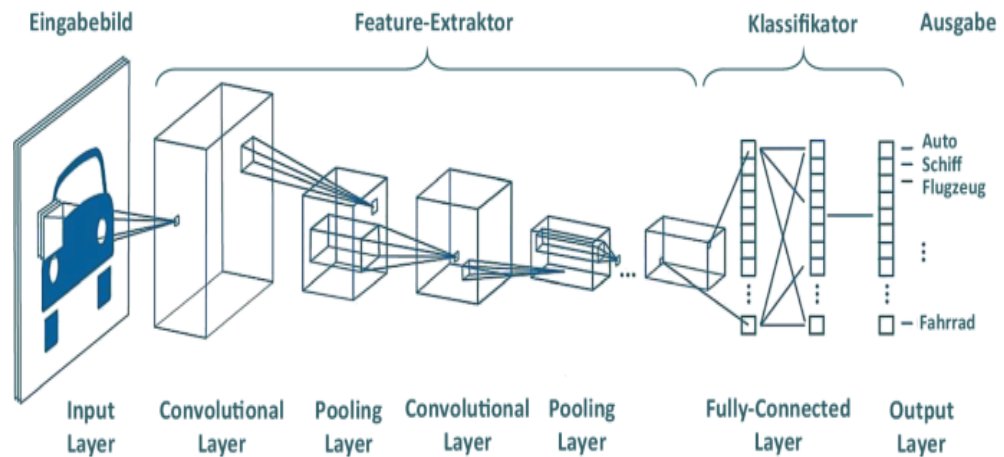 Eingabebild
Feature-Extraktor
Klassifikator
Ausgabe
Auto
Schiff
Flugzeug
...
...
...
...
Fahrrad
Input
Layer
Convolutional
Layer
Pooling
Layer
Convolutional
Layer
Pooling
Layer
Fully-Connected
Layer
Output
Layer